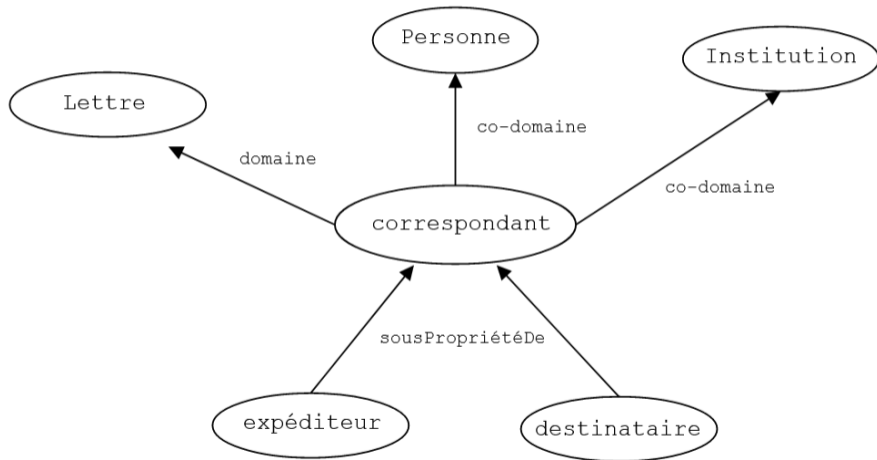 Personne
Institution
Lettre
co-domaine
domaine
co-domaine
correspondant
sousPropriétéDe
expéditeur
destinataire